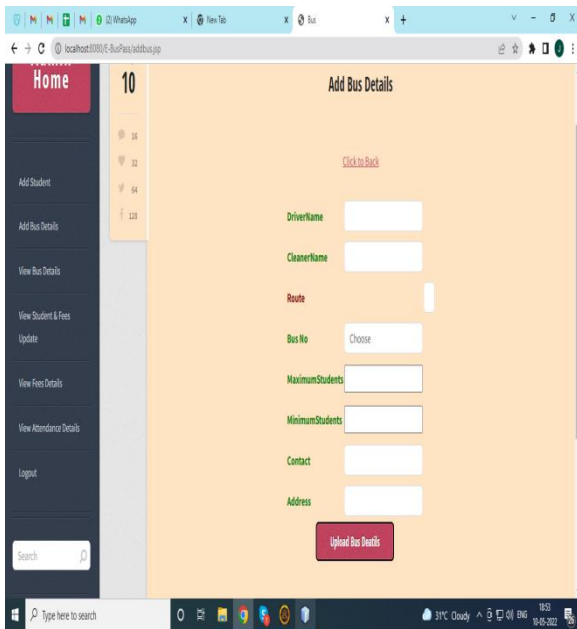 (2) WhatsApp
New Tab
Bus
localhost:8080/E-BusPass/addbus.jsp
Home
Add Student
Add Bus Details
View Bus Details
View Student & Fees
Update
View Fees Details
View Attendance Details
Logout
Search
10
16
32
64
128
Add Bus Details
Click to Back
DriverName
CleanerName
Route
Bus No
Choose
MaximumStudents
MinimumStudents
Contact
Address
Upload Bus Deatils
Type here to search
31°C Cloudy
ENG
18:53
18-05-2022